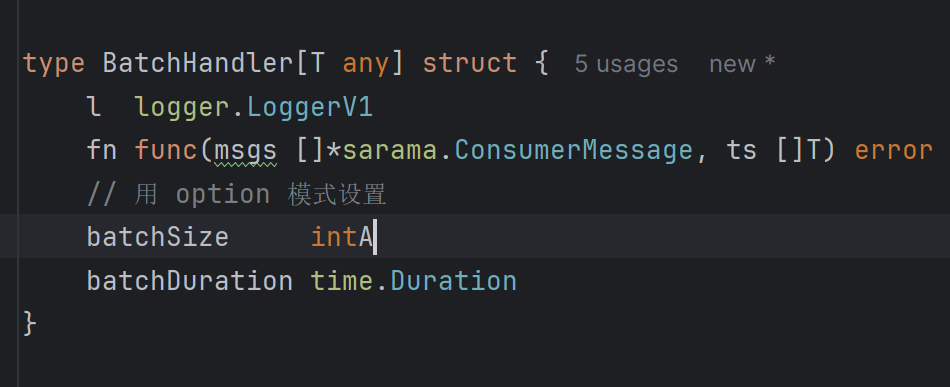 type BatchHandler[T any] struct { 5 usages new *
l logger.LoggerV1
fn func(msgs []*sarama.ConsumerMessage, ts []T) error
// 用 option 模式设置
batchSize intA
batchDuration time.Duration
}